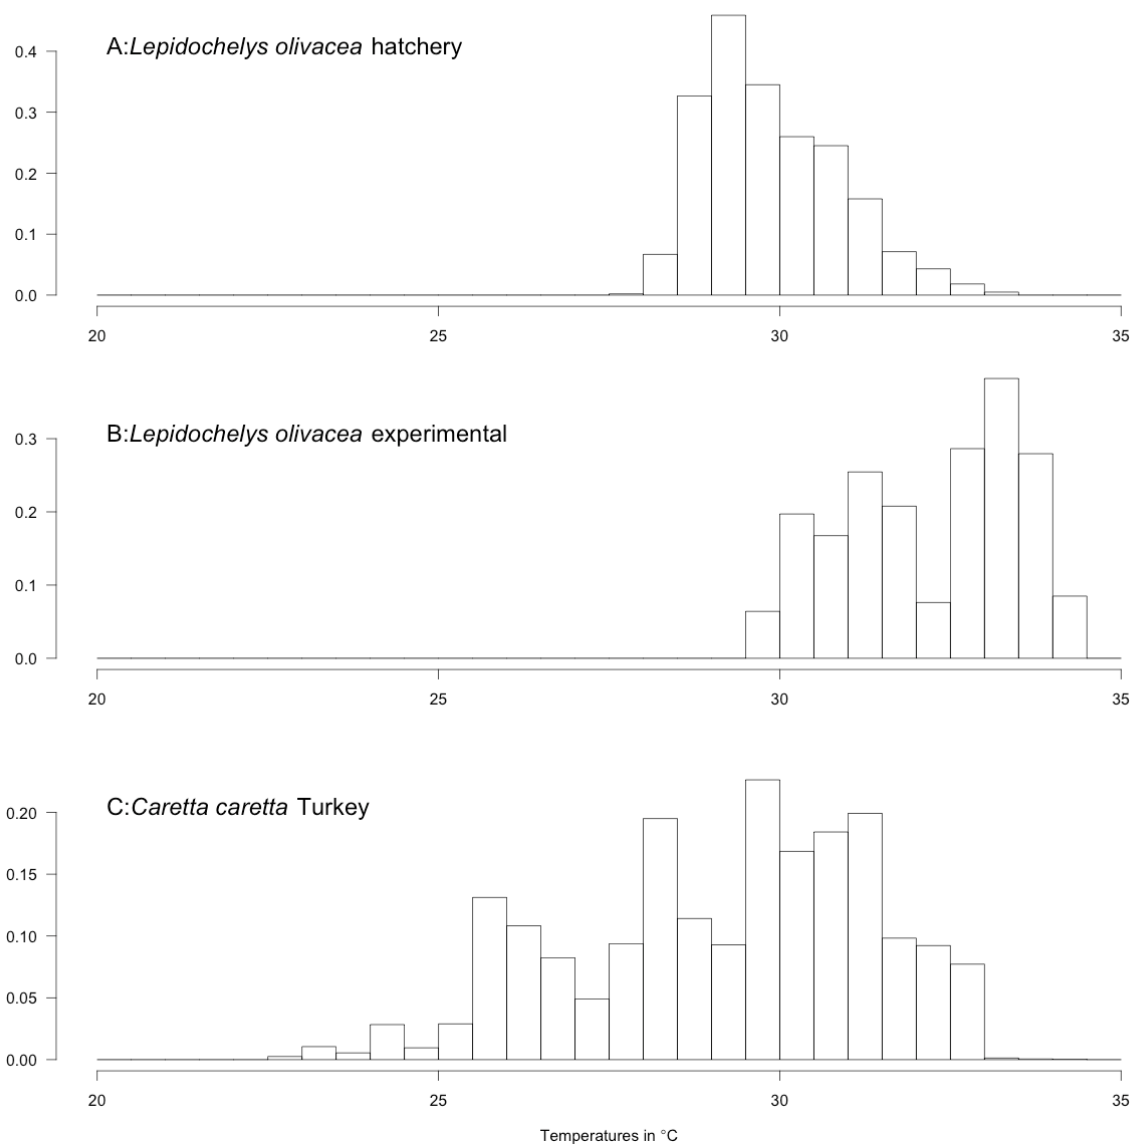 A:Lepidochelys olivacea hatchery
0.4
0.3
0.2
0.1
0.0
20 25 30 35
B:Lepidochelys olivacea experimental
0.3
0.2
0.1
0.0
20 25 30 35
C:Caretta caretta Turkey
0.20
0.15
0.10
0.05
0.00
20 25 30 35
Temperatures in °C